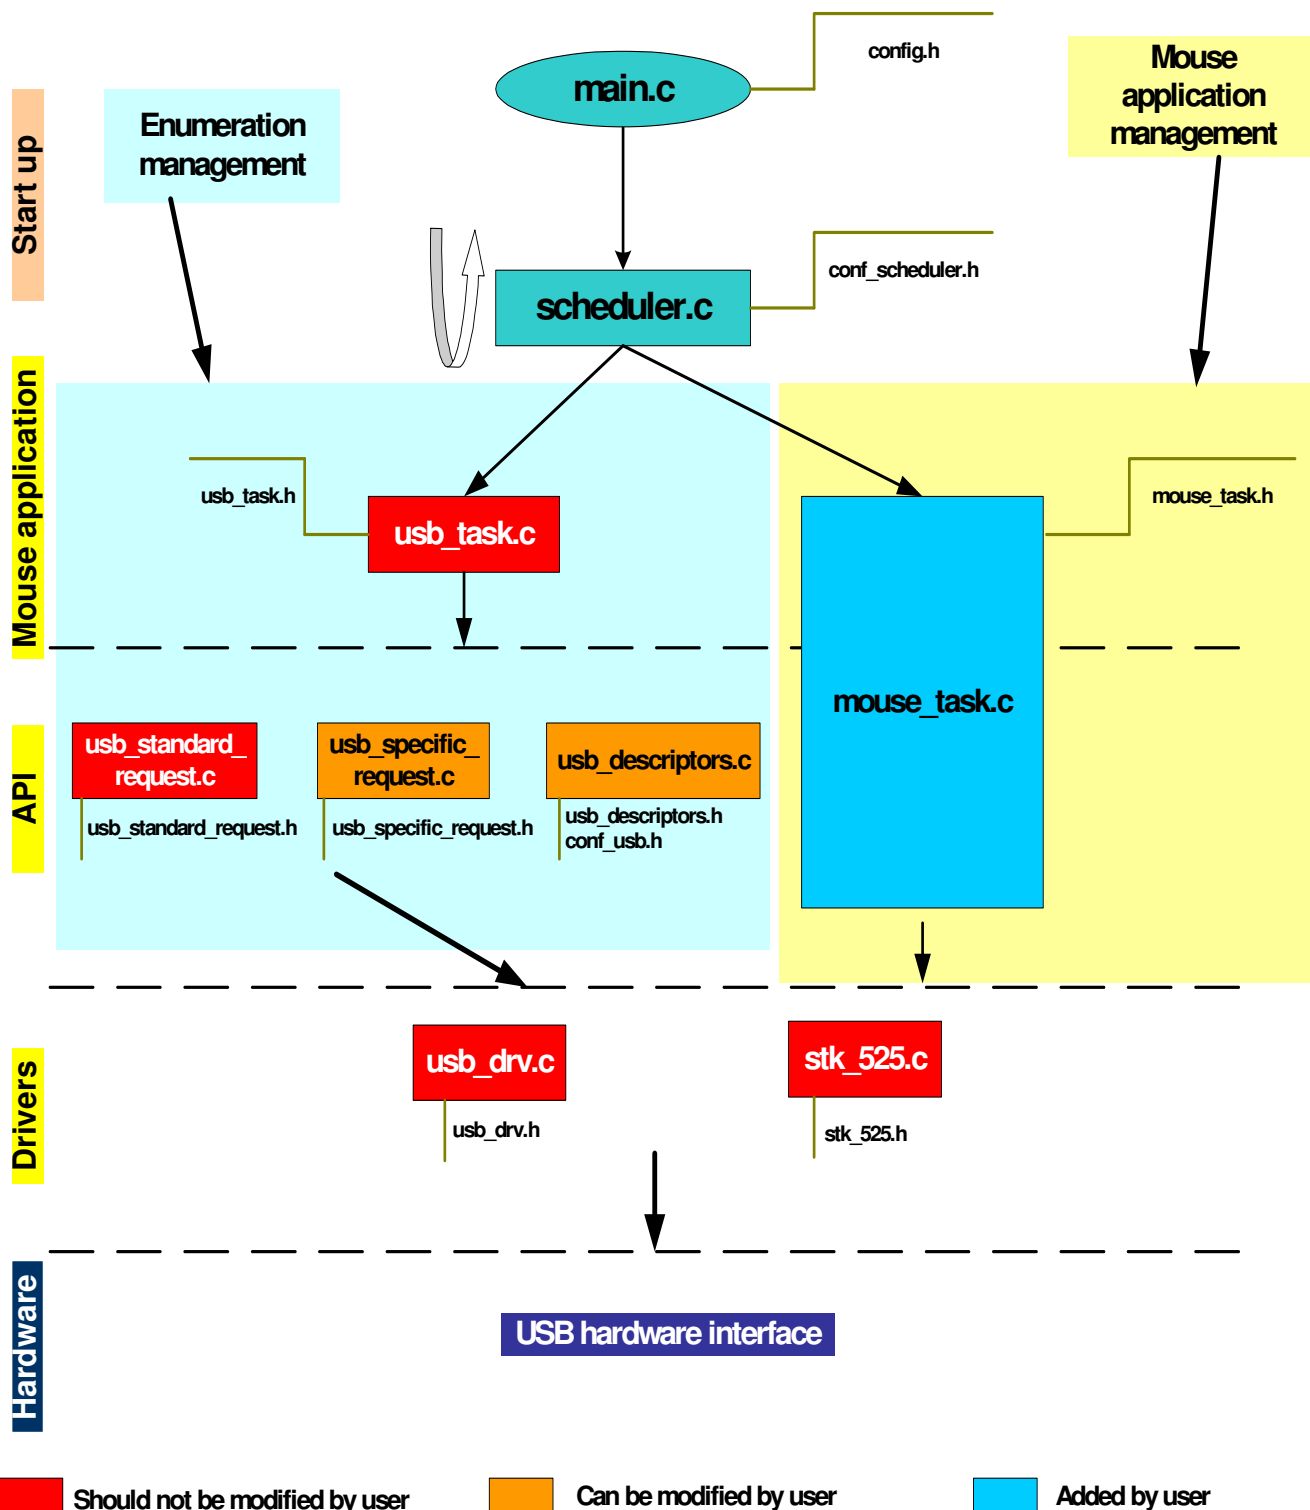 config.h
main.c
Mouse
application
management
Enumeration
management
Start up
conf_scheduler.h
scheduler.c
Mouse application
usb_task.h
usb_task.c
mouse_task.h
mouse_task.c
API
usb_standard_
request.c
usb_specific_
request.c
usb_descriptors.c
usb_standard_request.h
usb_specific_request.h
usb_descriptors.h
conf_usb.h
Drivers
usb_drv.c
stk_525.c
usb_drv.h
stk_525.h
Hardware
USB hardware interface
Should not be modified by user
Can be modified by user
Added by user